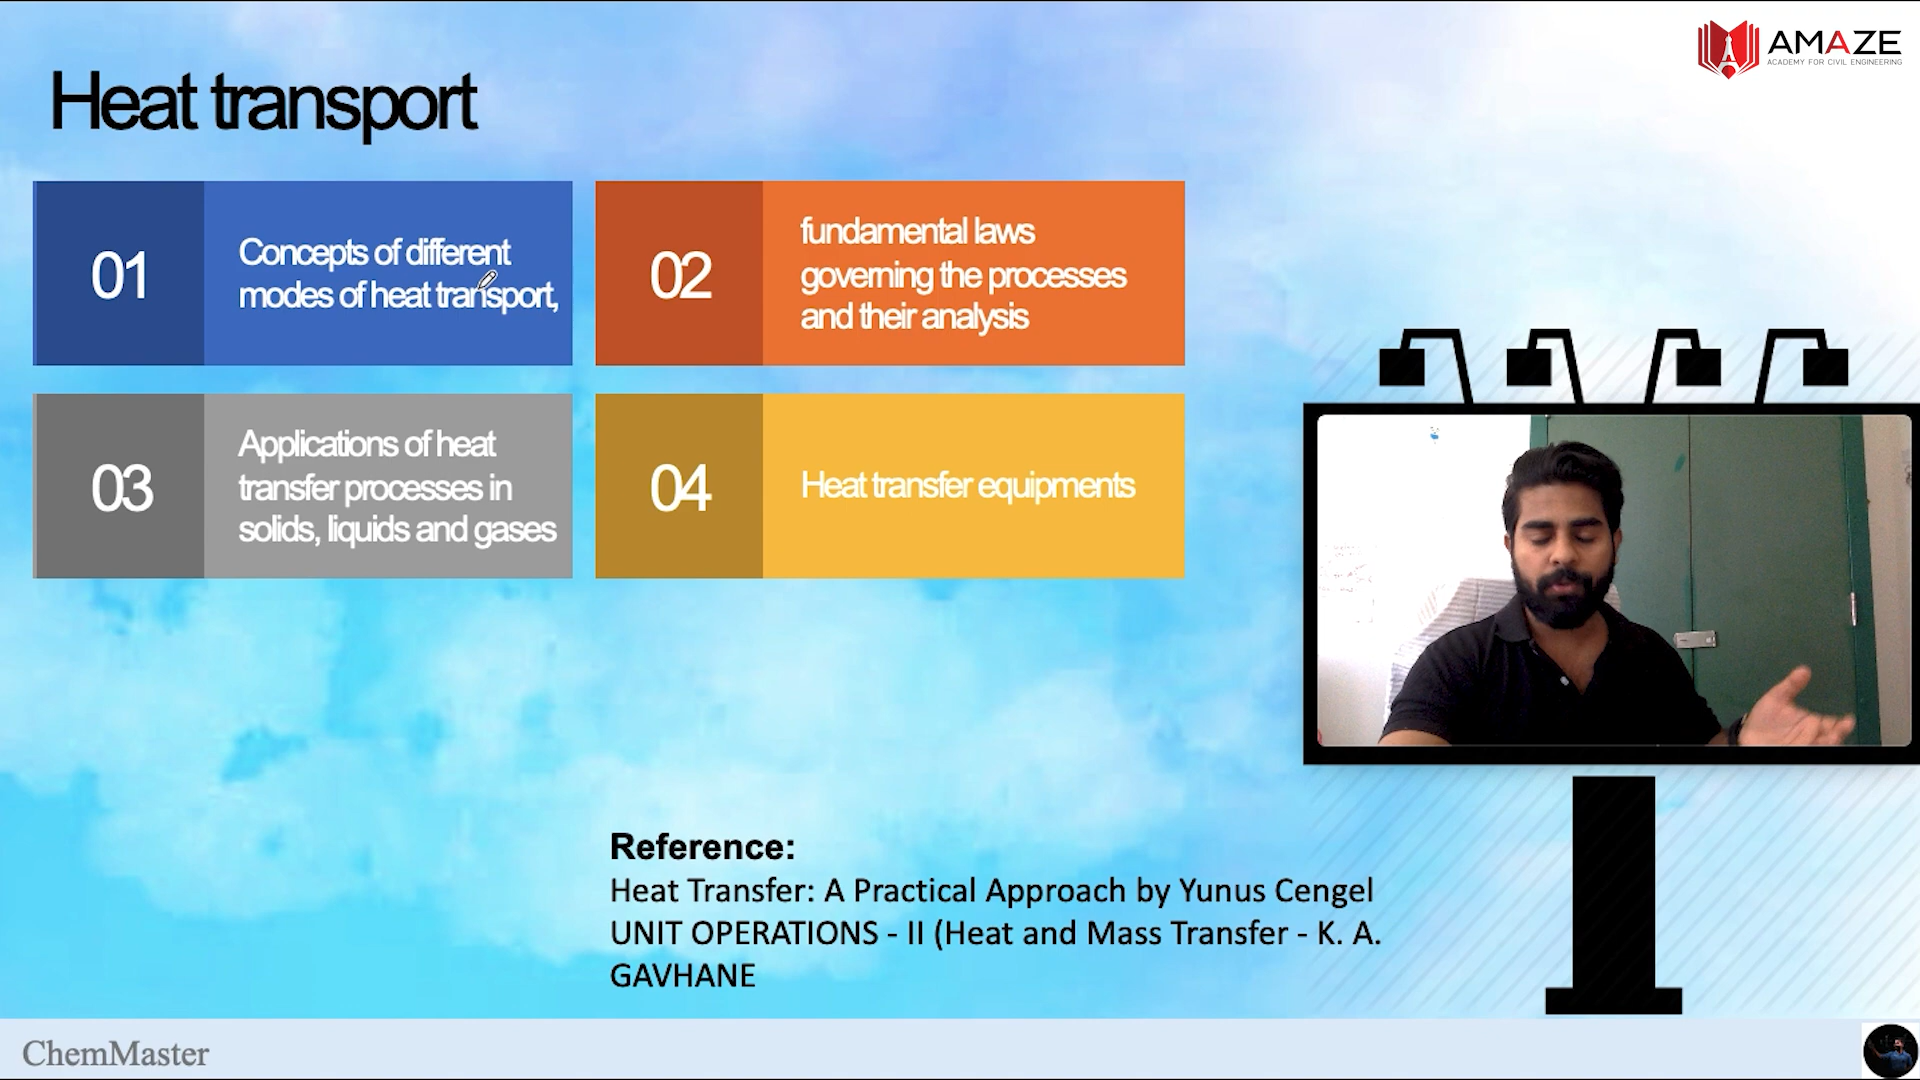 AMAZE
ACADEMY FOR CIVIL ENGINEERING
Heat transport
01
Concepts of different
modes of heat transport,
02
fundamental laws
governing the processes
and their analysis
03
Applications of heat
transfer processes in
solids, liquids and gases
04
Heat transfer equipments
Reference:
Heat Transfer: A Practical Approach by Yunus Cengel
UNIT OPERATIONS - II (Heat and Mass Transfer - K. A.
GAVHANE
ChemMaster